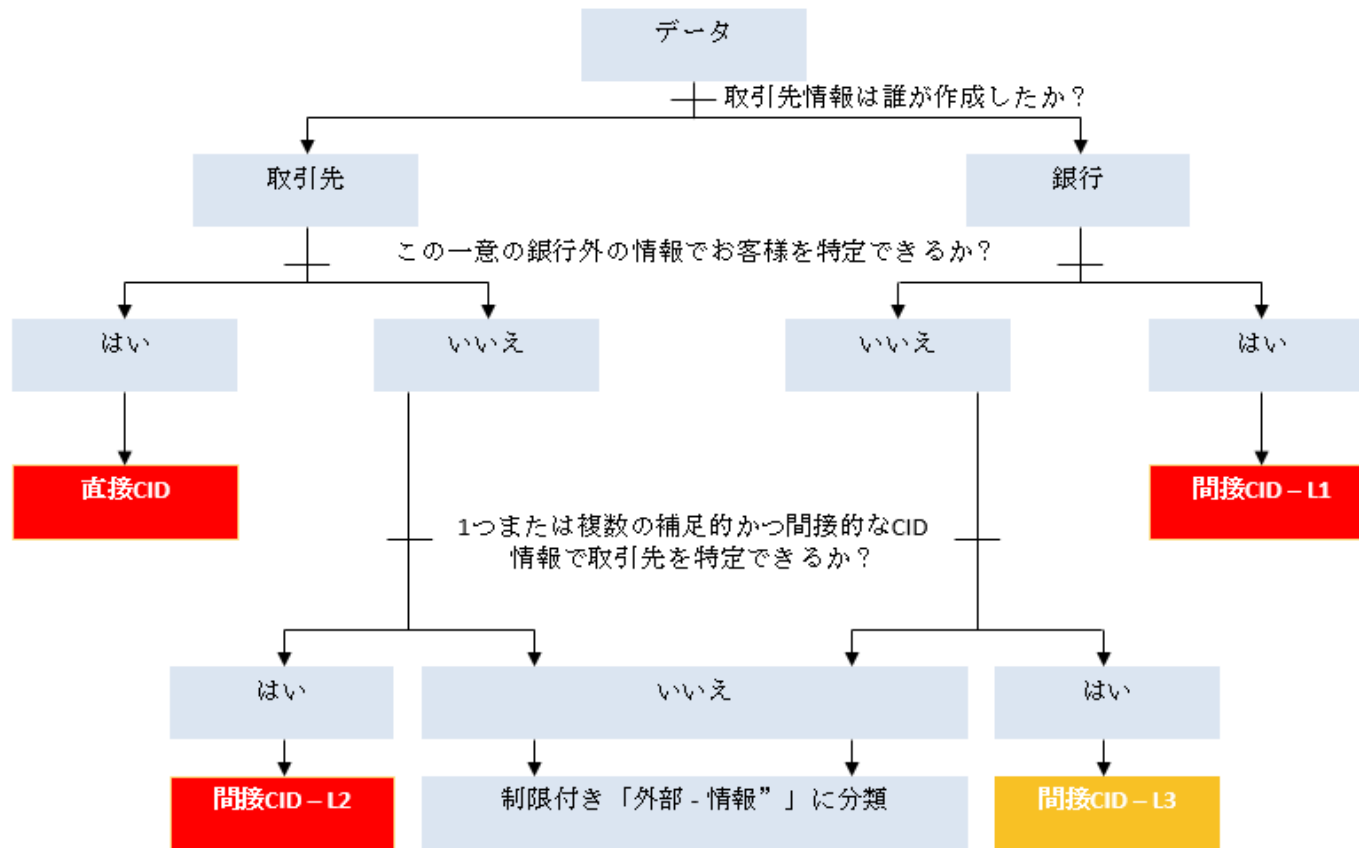 データ
取引先情報は誰が作成したか？
取引先
銀行
この一意の銀行外の情報でお客様を特定できるか？
はい
いいえ
いいえ
はい
直接CID
間接CID – L1
1つまたは複数の補足的かつ間接的なCID
情報で取引先を特定できるか？
はい
いいえ
はい
間接CID – L2
制限付き「外部 - 情報”」に分類
間接CID – L3